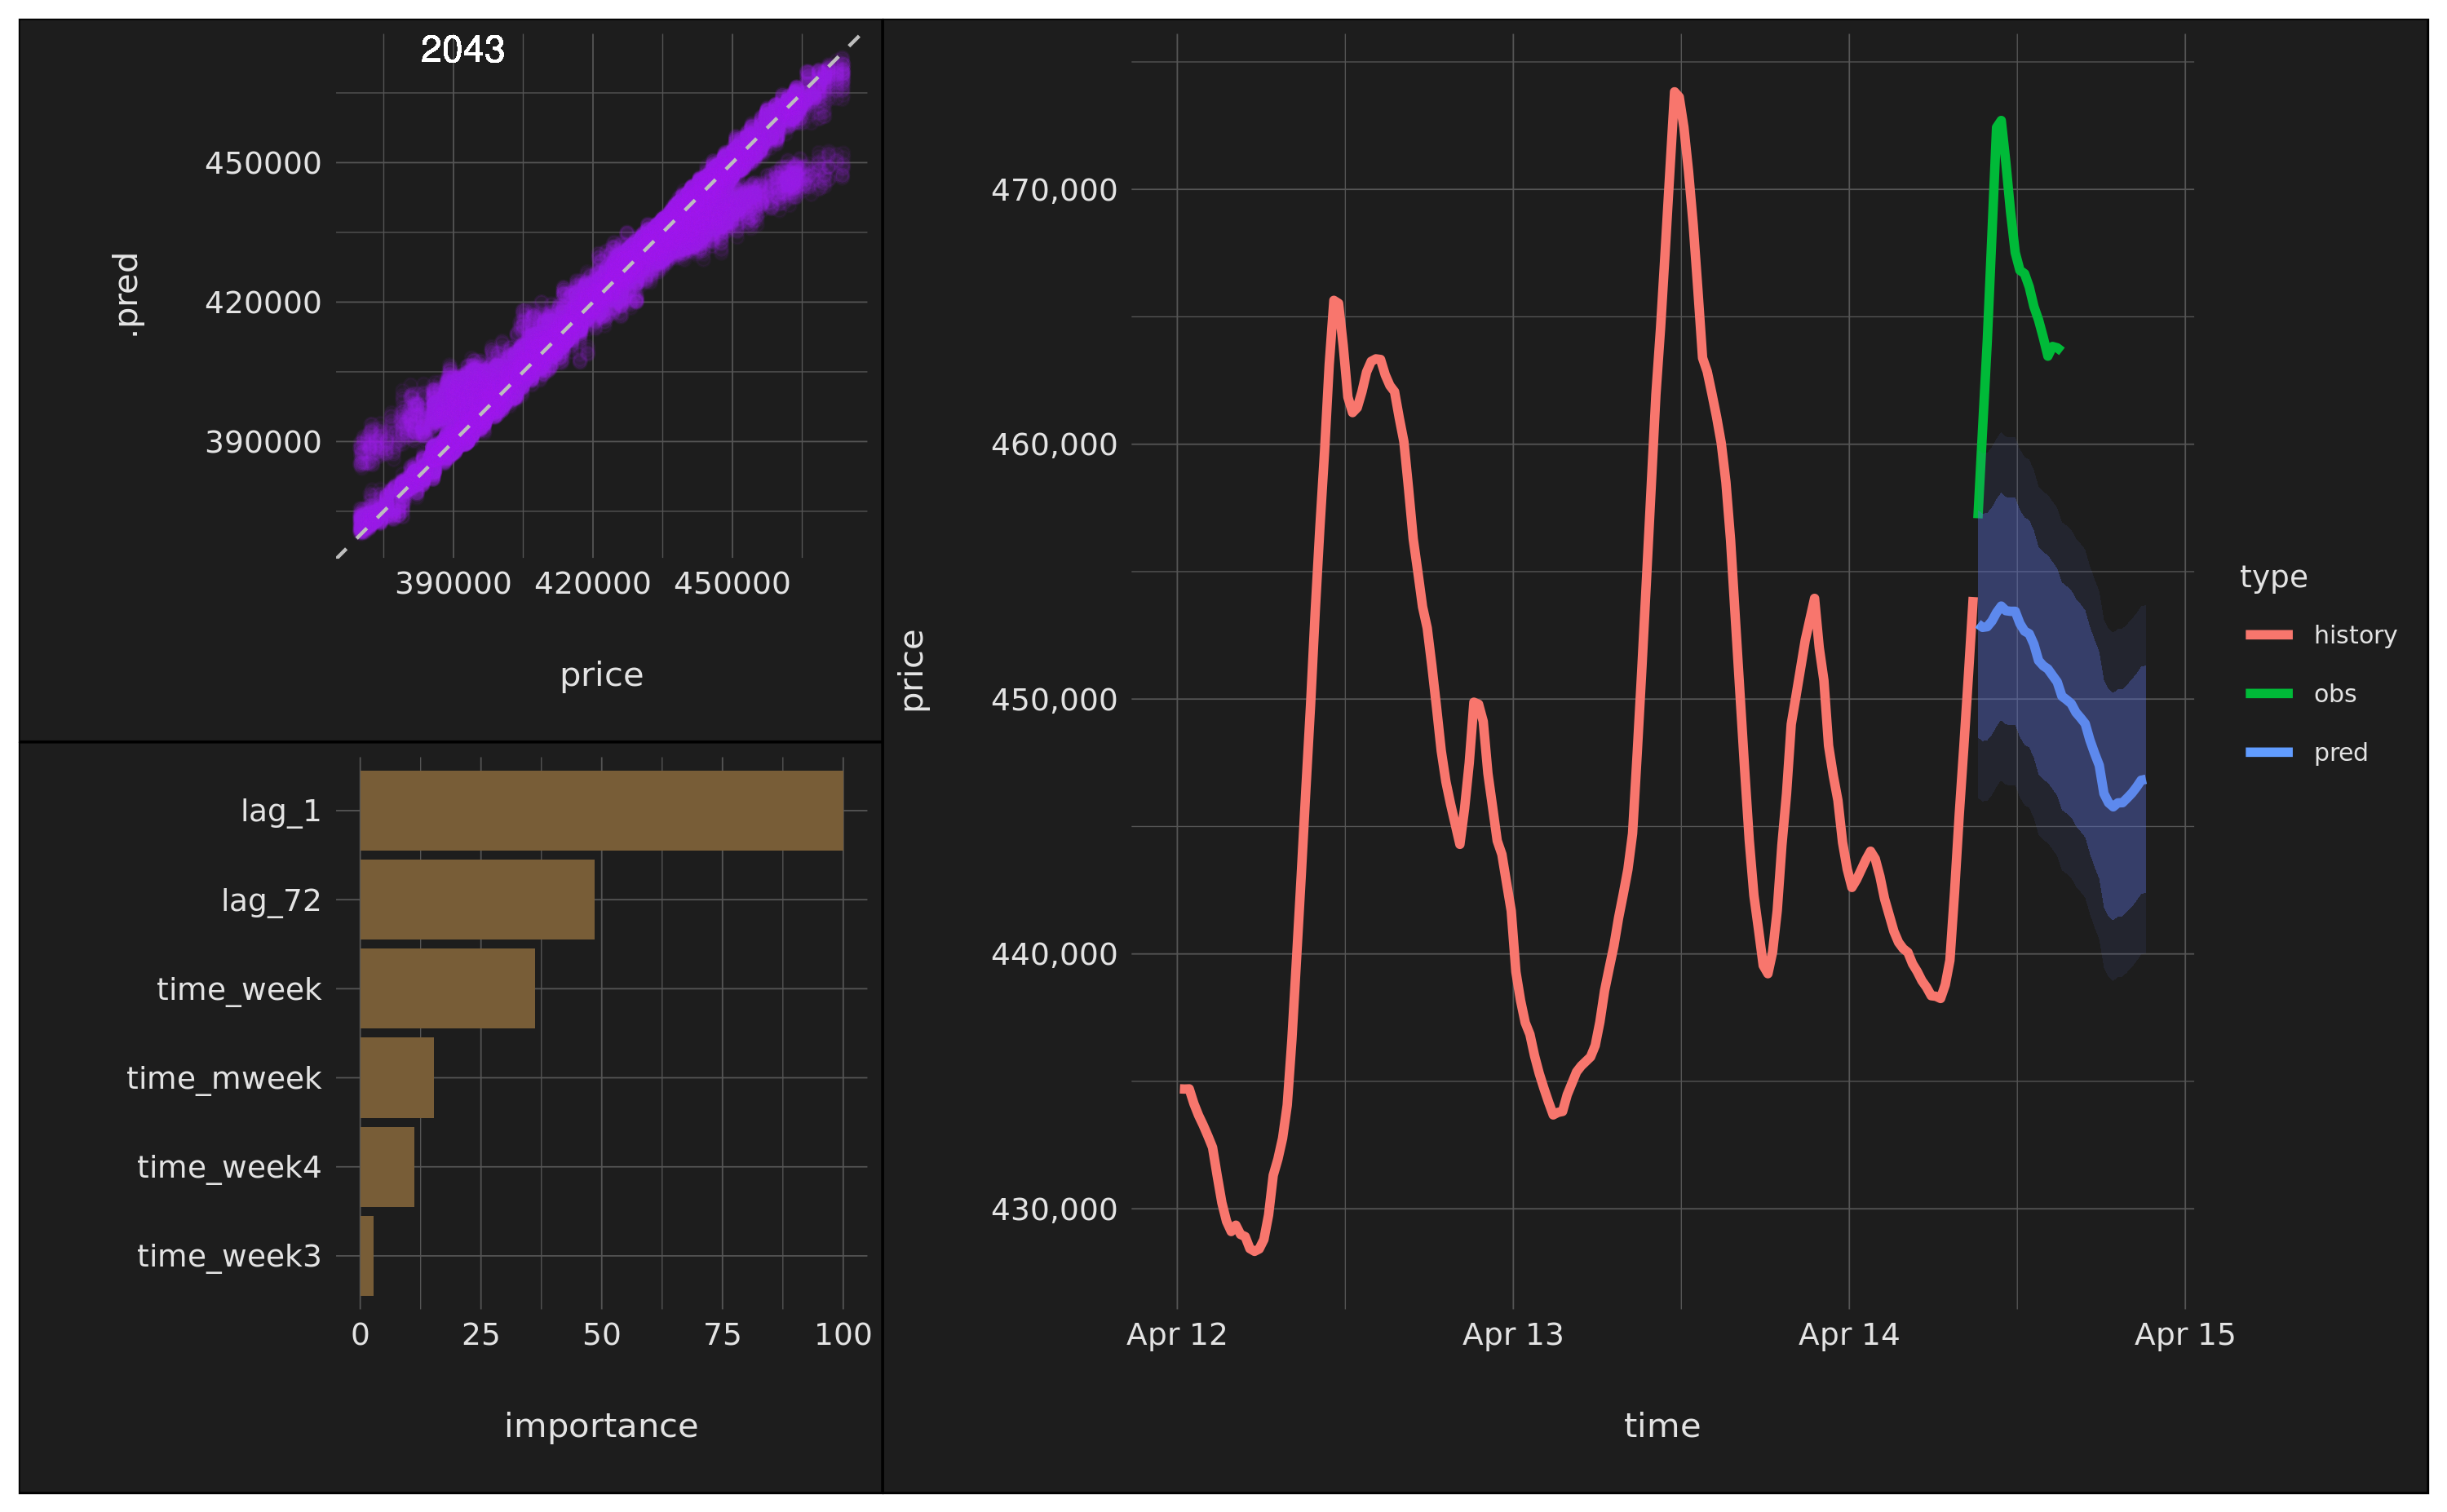 2043
.pred
450000
420000
390000
390000 420000 450000
price
lag_1
lag_72
time_week
time_mweek
time_week4
time_week3
0 25 50 75 100
importance
price
470,000
460,000
450,000
440,000
430,000
Apr 12 Apr 13 Apr 14 Apr 15
time
type
history
obs
pred